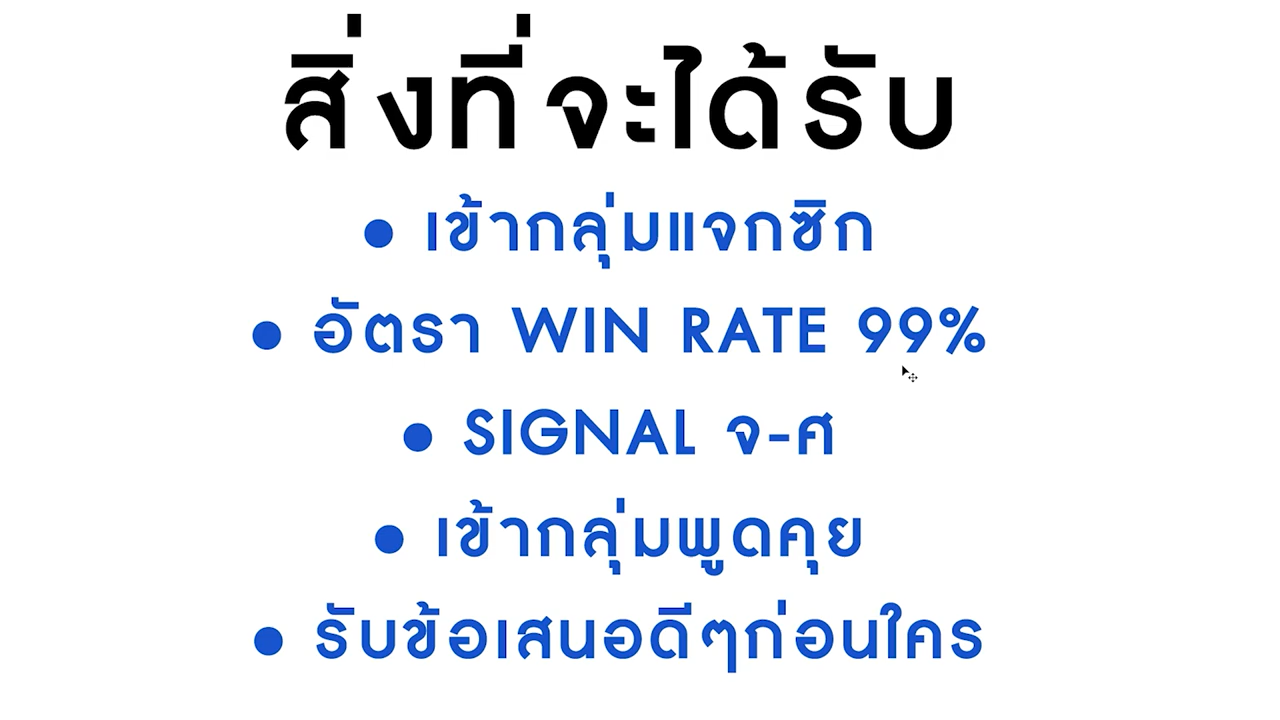 สิ่งที่จะได้รับ
• เข้ากลุ่มแจกซิก
• อัตรา WIN RATE 99%
• SIGNAL จ-ศ
• เข้ากลุ่มพูดคุย
• รับข้อเสนอดีๆก่อนใคร